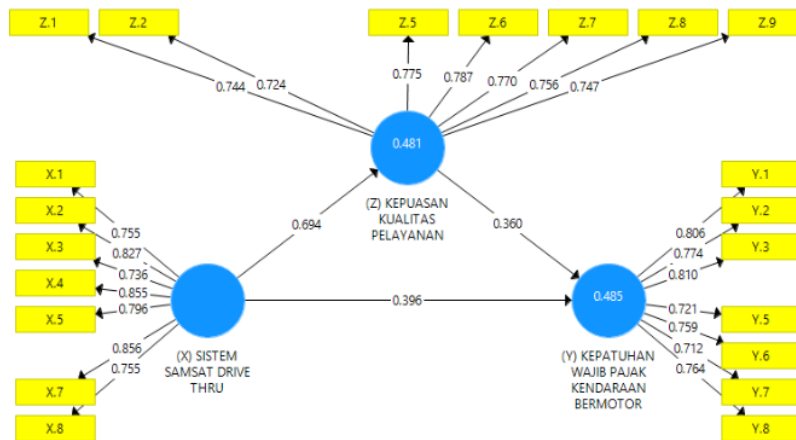 Z.1 Z.2 Z.5 Z.6 Z.7 Z.8 Z.9
0.744 0.724 0.775 0.787 0.770 0.756 0.747
0.481
(Z) KEPUASAN
KUALITAS
PELAYANAN
X.1
X.2
X.3
X.4
X.5
X.7
X.8
0.755
0.827
0.736
0.855
0.796
0.856
0.755
(X) SISTEM
SAMSAT DRIVE
THRU
0.694
0.360
0.396
0.485
(Y) KEPATUHAN
WAJIB PAJAK
KENDARAAN
BERMOTOR
0.806
0.774
0.810
0.721
0.759
0.712
0.764
Y.1
Y.2
Y.3
Y.5
Y.6
Y.7
Y.8